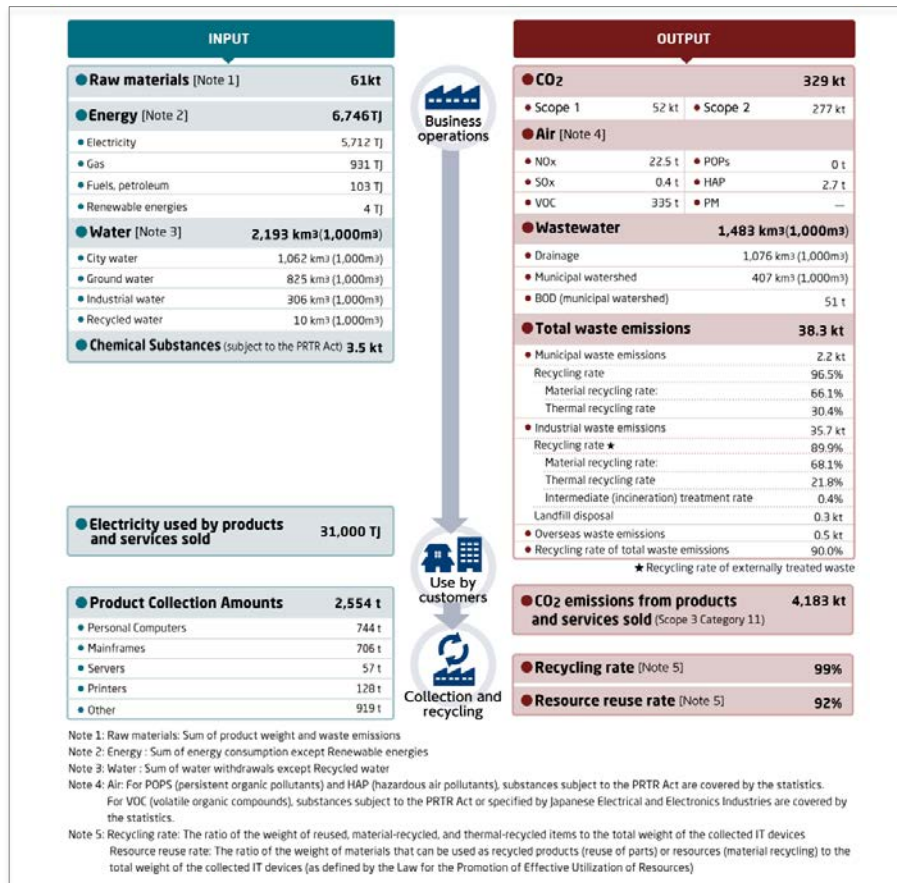 INPUT
Raw materials [Note 1] 61kt
Energy [Note 2] 6,746TJ
Electricity 5,712 TJ
Gas 931 TJ
Fuels, petroleum 103 TJ
Renewable energies 4 TJ
Water [Note 3] 2,193 km3(1,000m3)
City water 1,062 km3 (1,000m3)
Ground water 825 km3 (1,000m3)
Industrial water 306 km3 (1,000m3)
Recycled water 10 km3 (1,000m3)
Chemical Substances (subject to the PRTR Act) 3.5 kt
Electricity used by products
and services sold 31,000 TJ
Product Collection Amounts 2,554 t
Personal Computers 744 t
Mainframes 706 t
Servers 57 t
Printers 128 t
Other 919 t
Business
operations
Use by
customers
Collection and
recycling
OUTPUT
CO2 329 kt
Scope 1 52 kt Scope 2 277 kt
Air [Note 4]
NOx 22.5 t POPs 0 t
SOx 0.4 t HAP 2.7 t
VOC 335 t PM —
Wastewater 1,483 km3(1,000m3)
Drainage 1,076 km3 (1,000m3)
Municipal watershed 407 km3 (1,000m3)
BOD (municipal watershed) 51 t
Total waste emissions 38.3 kt
Municipal waste emissions 2.2 kt
Recycling rate 96.5%
Material recycling rate: 66.1%
Thermal recycling rate 30.4%
Industrial waste emissions 35.7 kt
Recycling rate ★ 89.9%
Material recycling rate: 68.1%
Thermal recycling rate 21.8%
Intermediate (incineration) treatment rate 0.4%
Landfill disposal 0.3 kt
Overseas waste emissions 0.5 kt
Recycling rate of total waste emissions 90.0%
★ Recycling rate of externally treated waste
CO2 emissions from products 4,183 kt
and services sold (Scope 3 Category 11)
Recycling rate [Note 5] 99%
Resource reuse rate [Note 5] 92%
Note 1: Raw materials: Sum of product weight and waste emissions
Note 2: Energy : Sum of energy consumption except Renewable energies
Note 3: Water : Sum of water withdrawals except Recycled water
Note 4: Air: For POPS (persistent organic pollutants) and HAP (hazardous air pollutants), substances subject to the PRTR Act are covered by the statistics.
For VOC (volatile organic compounds), substances subject to the PRTR Act or specified by Japanese Electrical and Electronics Industries are covered by
the statistics.
Note 5: Recycling rate: The ratio of the weight of reused, material-recycled, and thermal-recycled items to the total weight of the collected IT devices
Resource reuse rate: The ratio of the weight of materials that can be used as recycled products (reuse of parts) or resources (material recycling) to the
total weight of the collected IT devices (as defined by the Law for the Promotion of Effective Utilization of Resources)